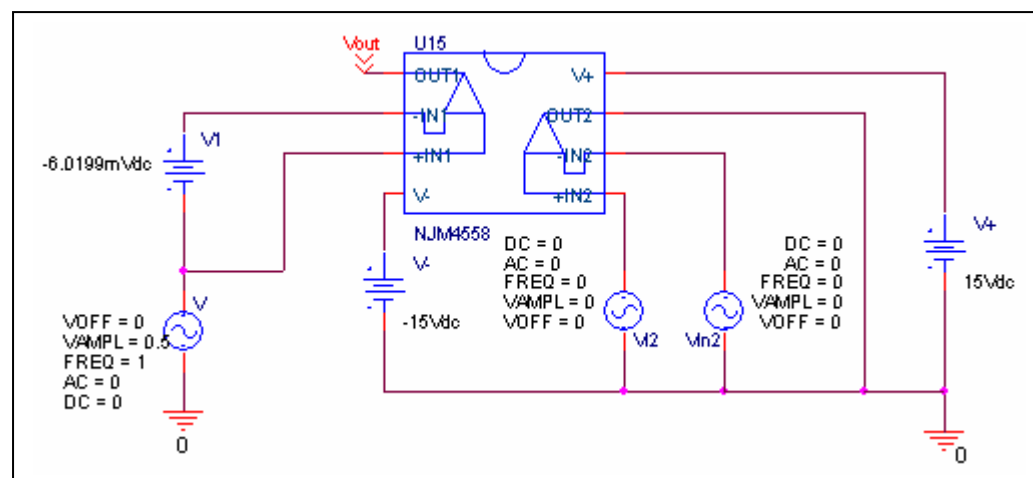 Vout
U15
OUT1
V+
-IN1
OUT2
V1
-6.0199mVdc
+IN1
-IN2
V-
+IN2
NJM4558
V-
-15Vdc
DC = 0
AC = 0
FREQ = 0
VAMPL = 0
VOFF = 0
VI2
DC = 0
AC = 0
FREQ = 0
VAMPL = 0
VOFF = 0
VIn2
V+
15Vdc
V
VOFF = 0
VAMPL = 0.5
FREQ = 1
AC = 0
DC = 0
0
0